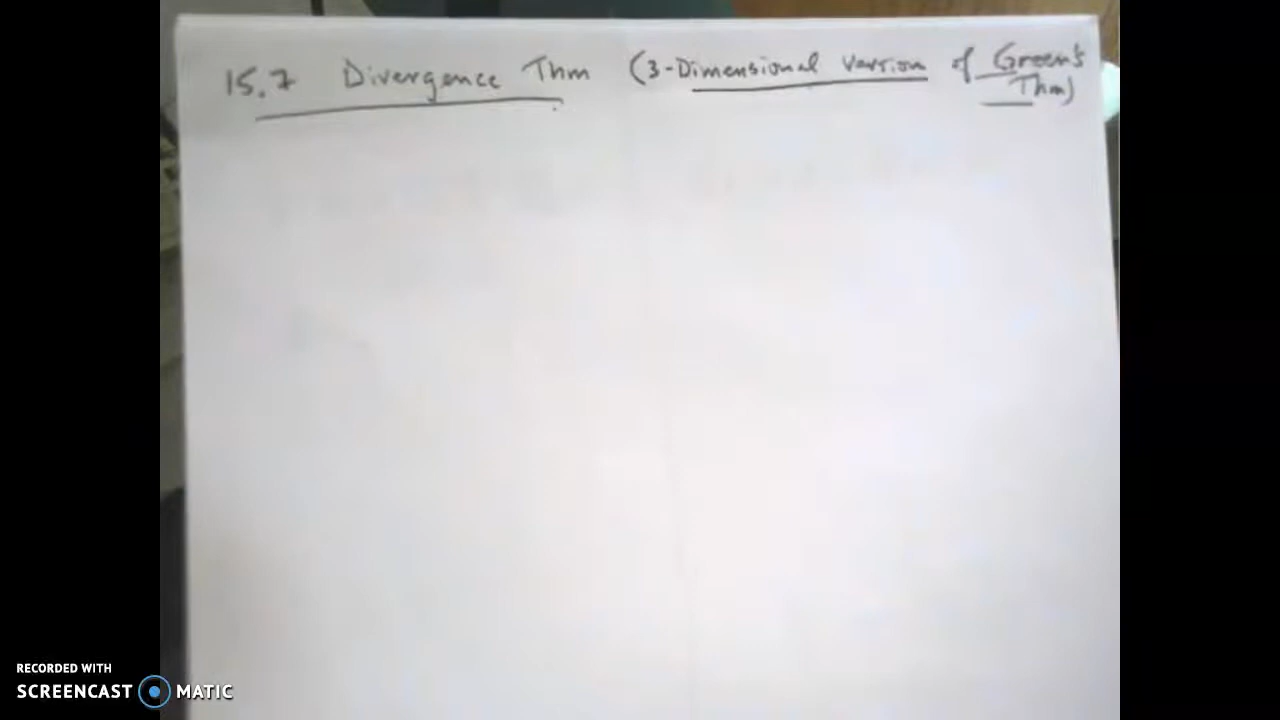 15.7 Divergence Thm (3-Dimensional version of Green's
Thm)
RECORDED WITH
SCREENCAST MATIC